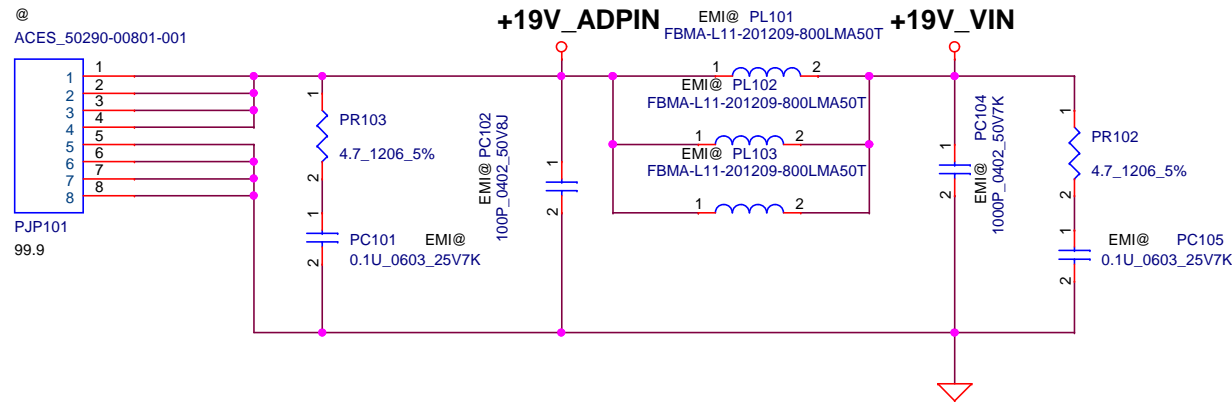 @
ACES_50290-00801-001
1
2
3
4
5
6
7
8
1
2
3
4
5
6
7
8
PJP101
99.9
PR103
4.7_1206_5%
2
1
PC101 EMI@
0.1U_0603_25V7K
2
+19V_ADPIN
EMI@ PC102
100P_0402_50V8J
1
2
EMI@ PL101
FBMA-L11-201209-800LMA50T
1 2
EMI@ PL102
FBMA-L11-201209-800LMA50T
1 2
EMI@ PL103
FBMA-L11-201209-800LMA50T
1 2
+19V_VIN
EMI@ PC104
1000P_0402_50V7K
1
2
1
PR102
4.7_1206_5%
2
1
EMI@ PC105
0.1U_0603_25V7K
2
1